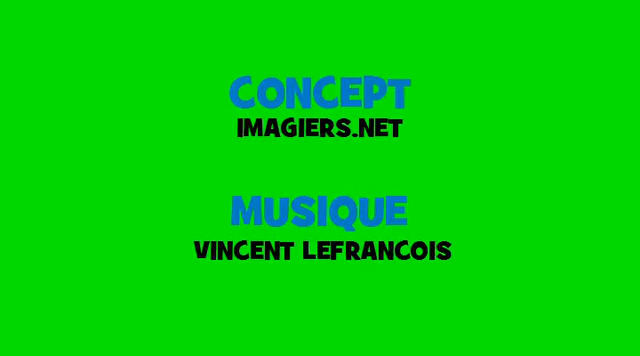 CONCEPT
IMAGIERS.NET
MUSIQUE
VINCENT LEFRANCOIS